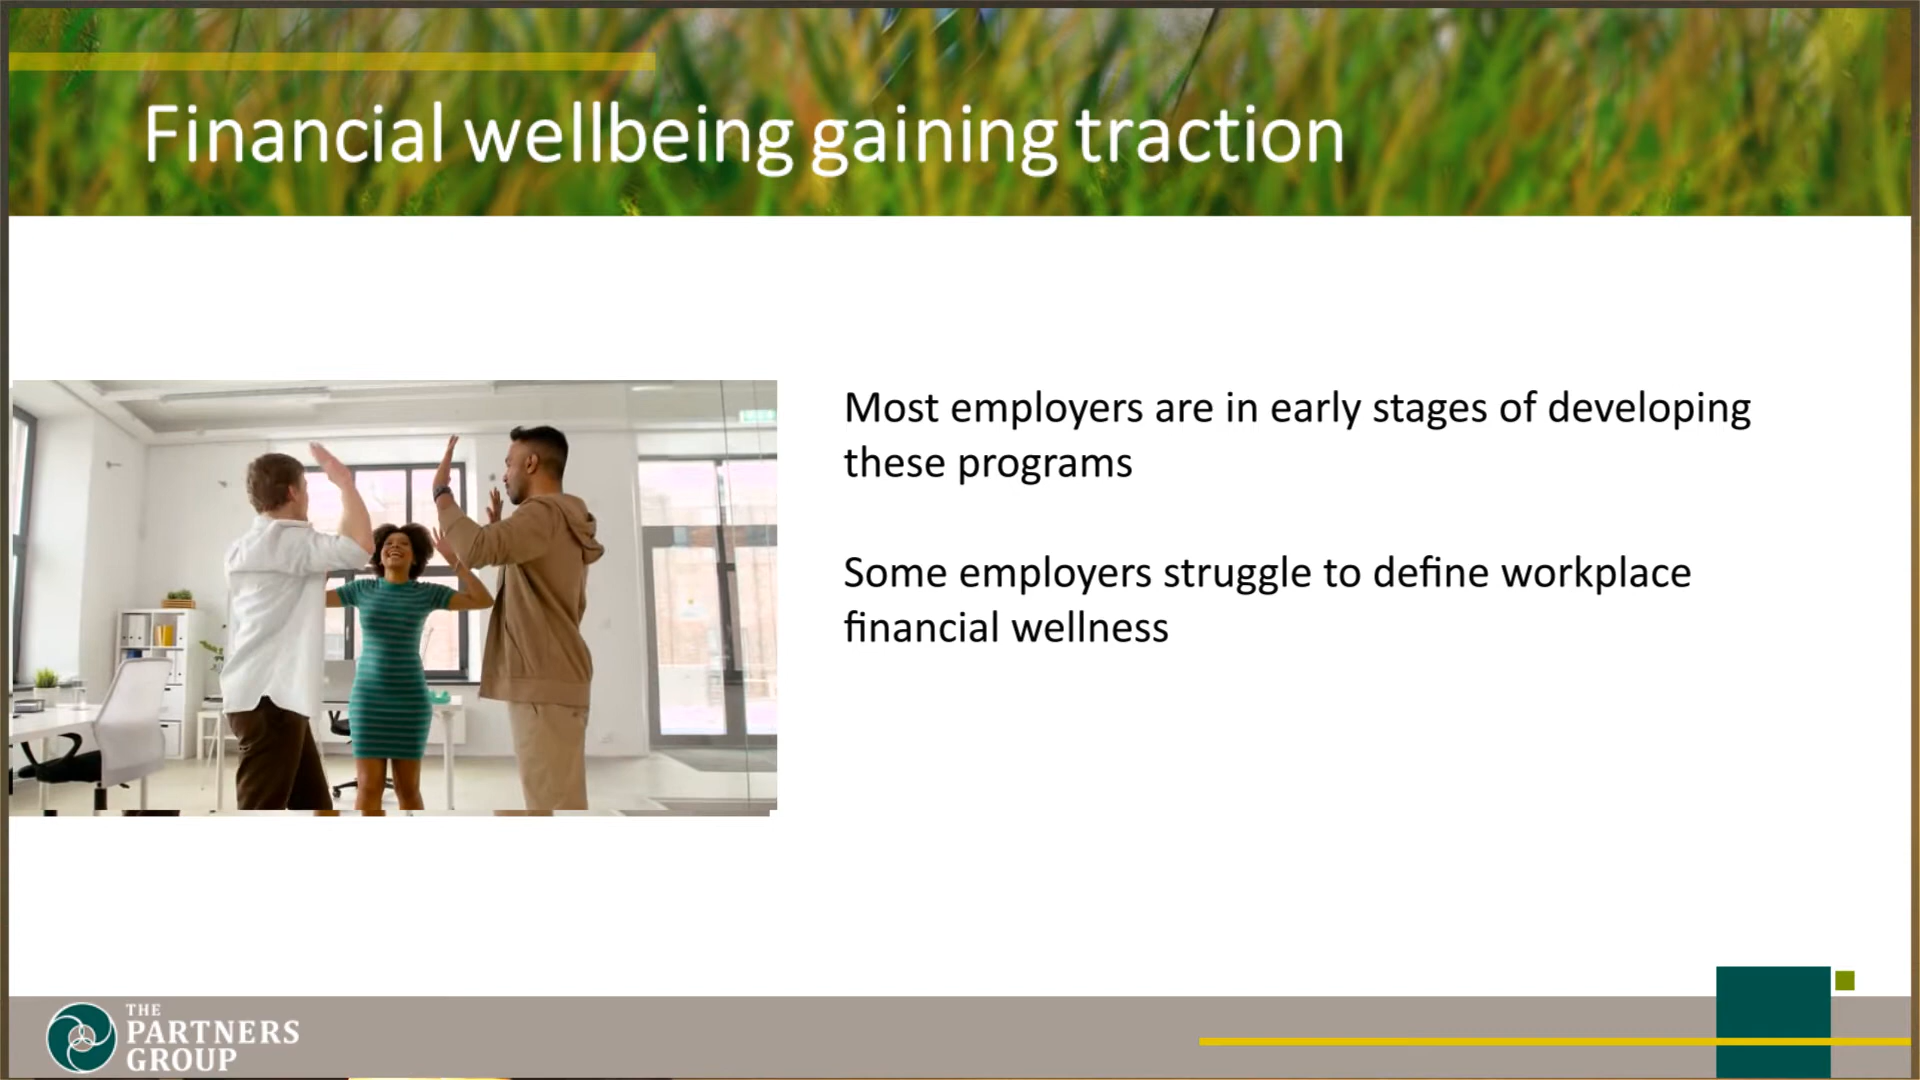 Financial wellbeing gaining traction
Most employers are in early stages of developing
these programs
Some employers struggle to define workplace
financial wellness
THE
PARTNERS
GROUP